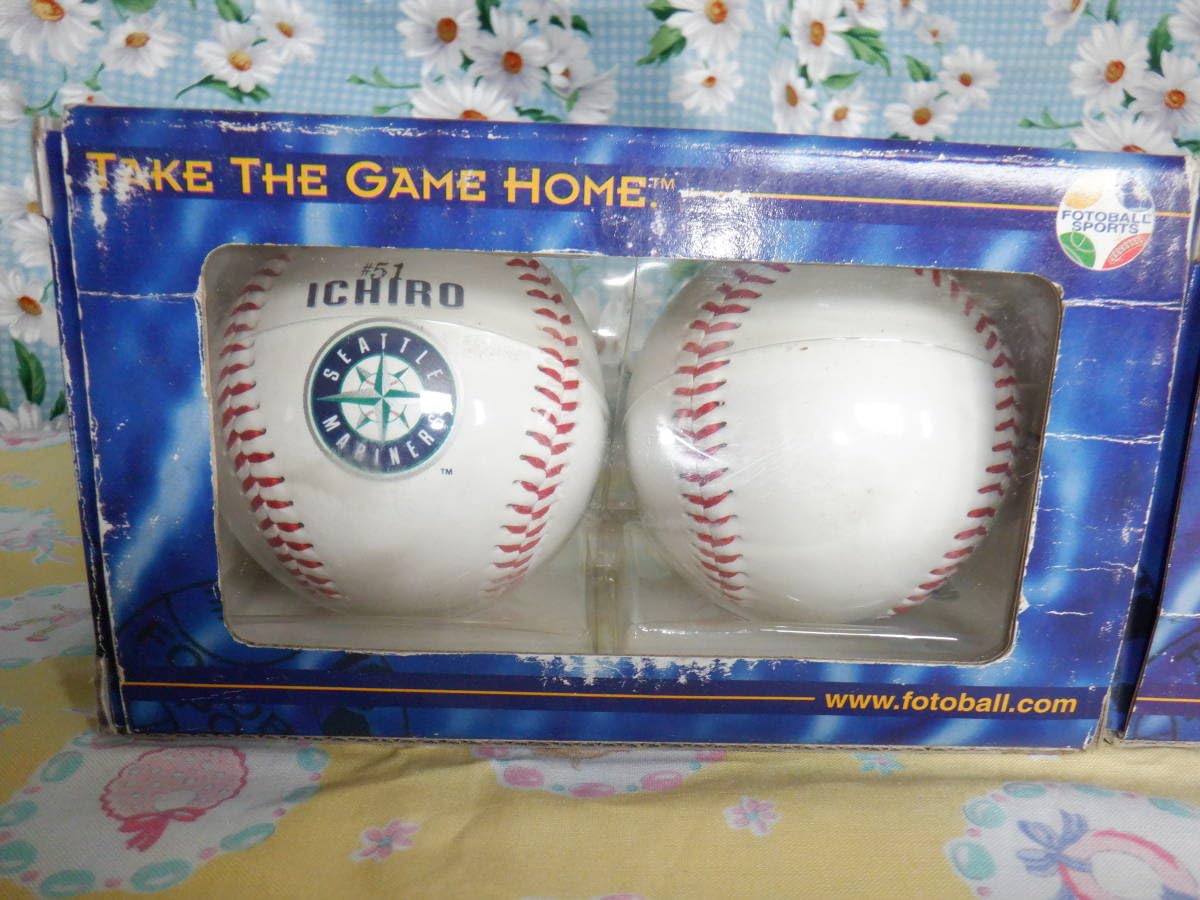 TAKE THE GAME HOME.™
FOTOBALL
SPORTS
#51
ICHIRO
SEATTLE
MARINERS
™
www.fotoball.com